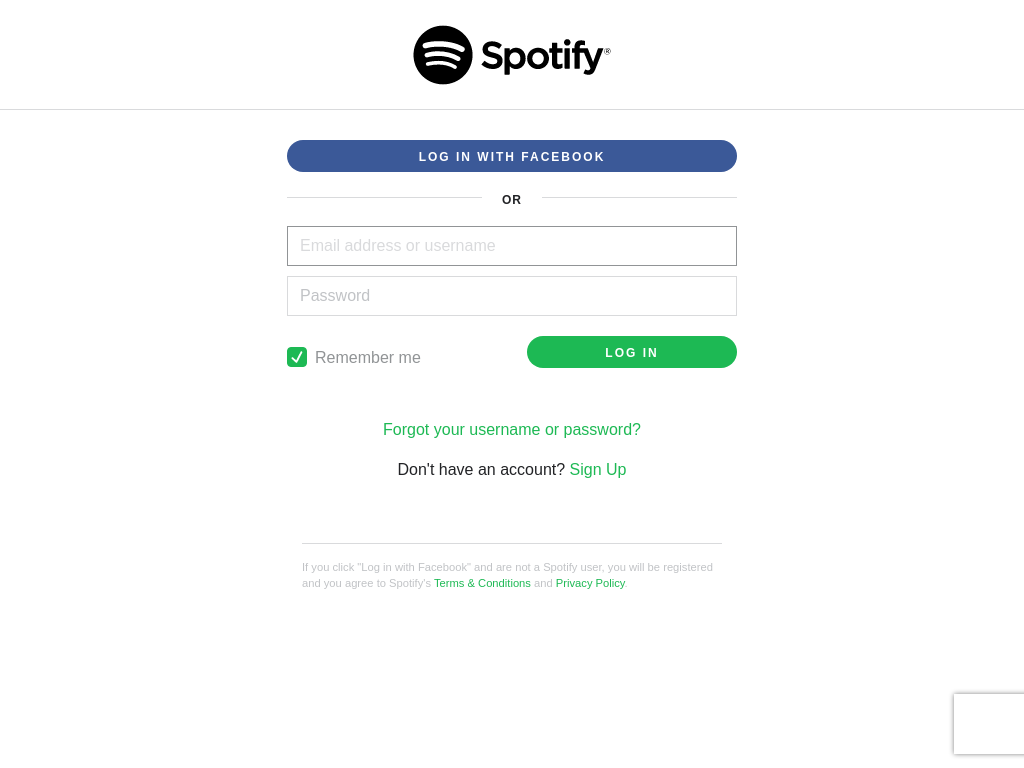 Spotify®
LOG IN WITH FACEBOOK
OR
Email address or username
Password
Remember me
LOG IN
Forgot your username or password?
Don't have an account? Sign Up
If you click "Log in with Facebook" and are not a Spotify user, you will be registered
and you agree to Spotify's Terms & Conditions and Privacy Policy.